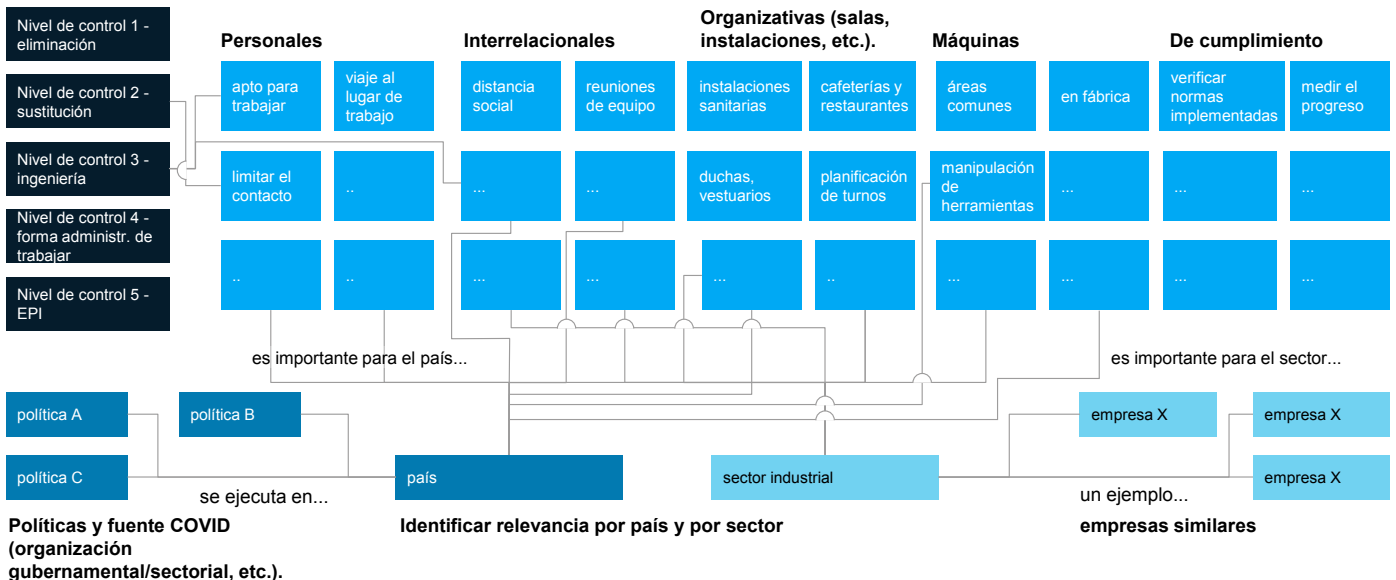 Nivel de control 1 -
eliminación
Nivel de control 2 -
sustitución
Nivel de control 3 -
ingeniería
Nivel de control 4 -
forma administr. de
trabajar
Nivel de control 5 -
EPI
Personales
Interrelacionales
Organizativas (salas,
instalaciones, etc.).
Máquinas
De cumplimiento
apto para
trabajar
viaje al
lugar de
trabajo
distancia
social
reuniones
de equipo
instalaciones
sanitarias
cafeterías y
restaurantes
áreas
comunes
en fábrica
verificar
normas
implementadas
medir el
progreso
limitar el
contacto
..
...
...
duchas,
vestuarios
planificación
de turnos
manipulación
de
herramientas
...
...
...
..
..
...
...
...
..
...
...
...
...
es importante para el país...
es importante para el sector...
política A
política B
empresa X
empresa X
política C
país
sector industrial
empresa X
se ejecuta en...
un ejemplo...
Políticas y fuente COVID
(organización
gubernamental/sectorial, etc.).
Identificar relevancia por país y por sector
empresas similares